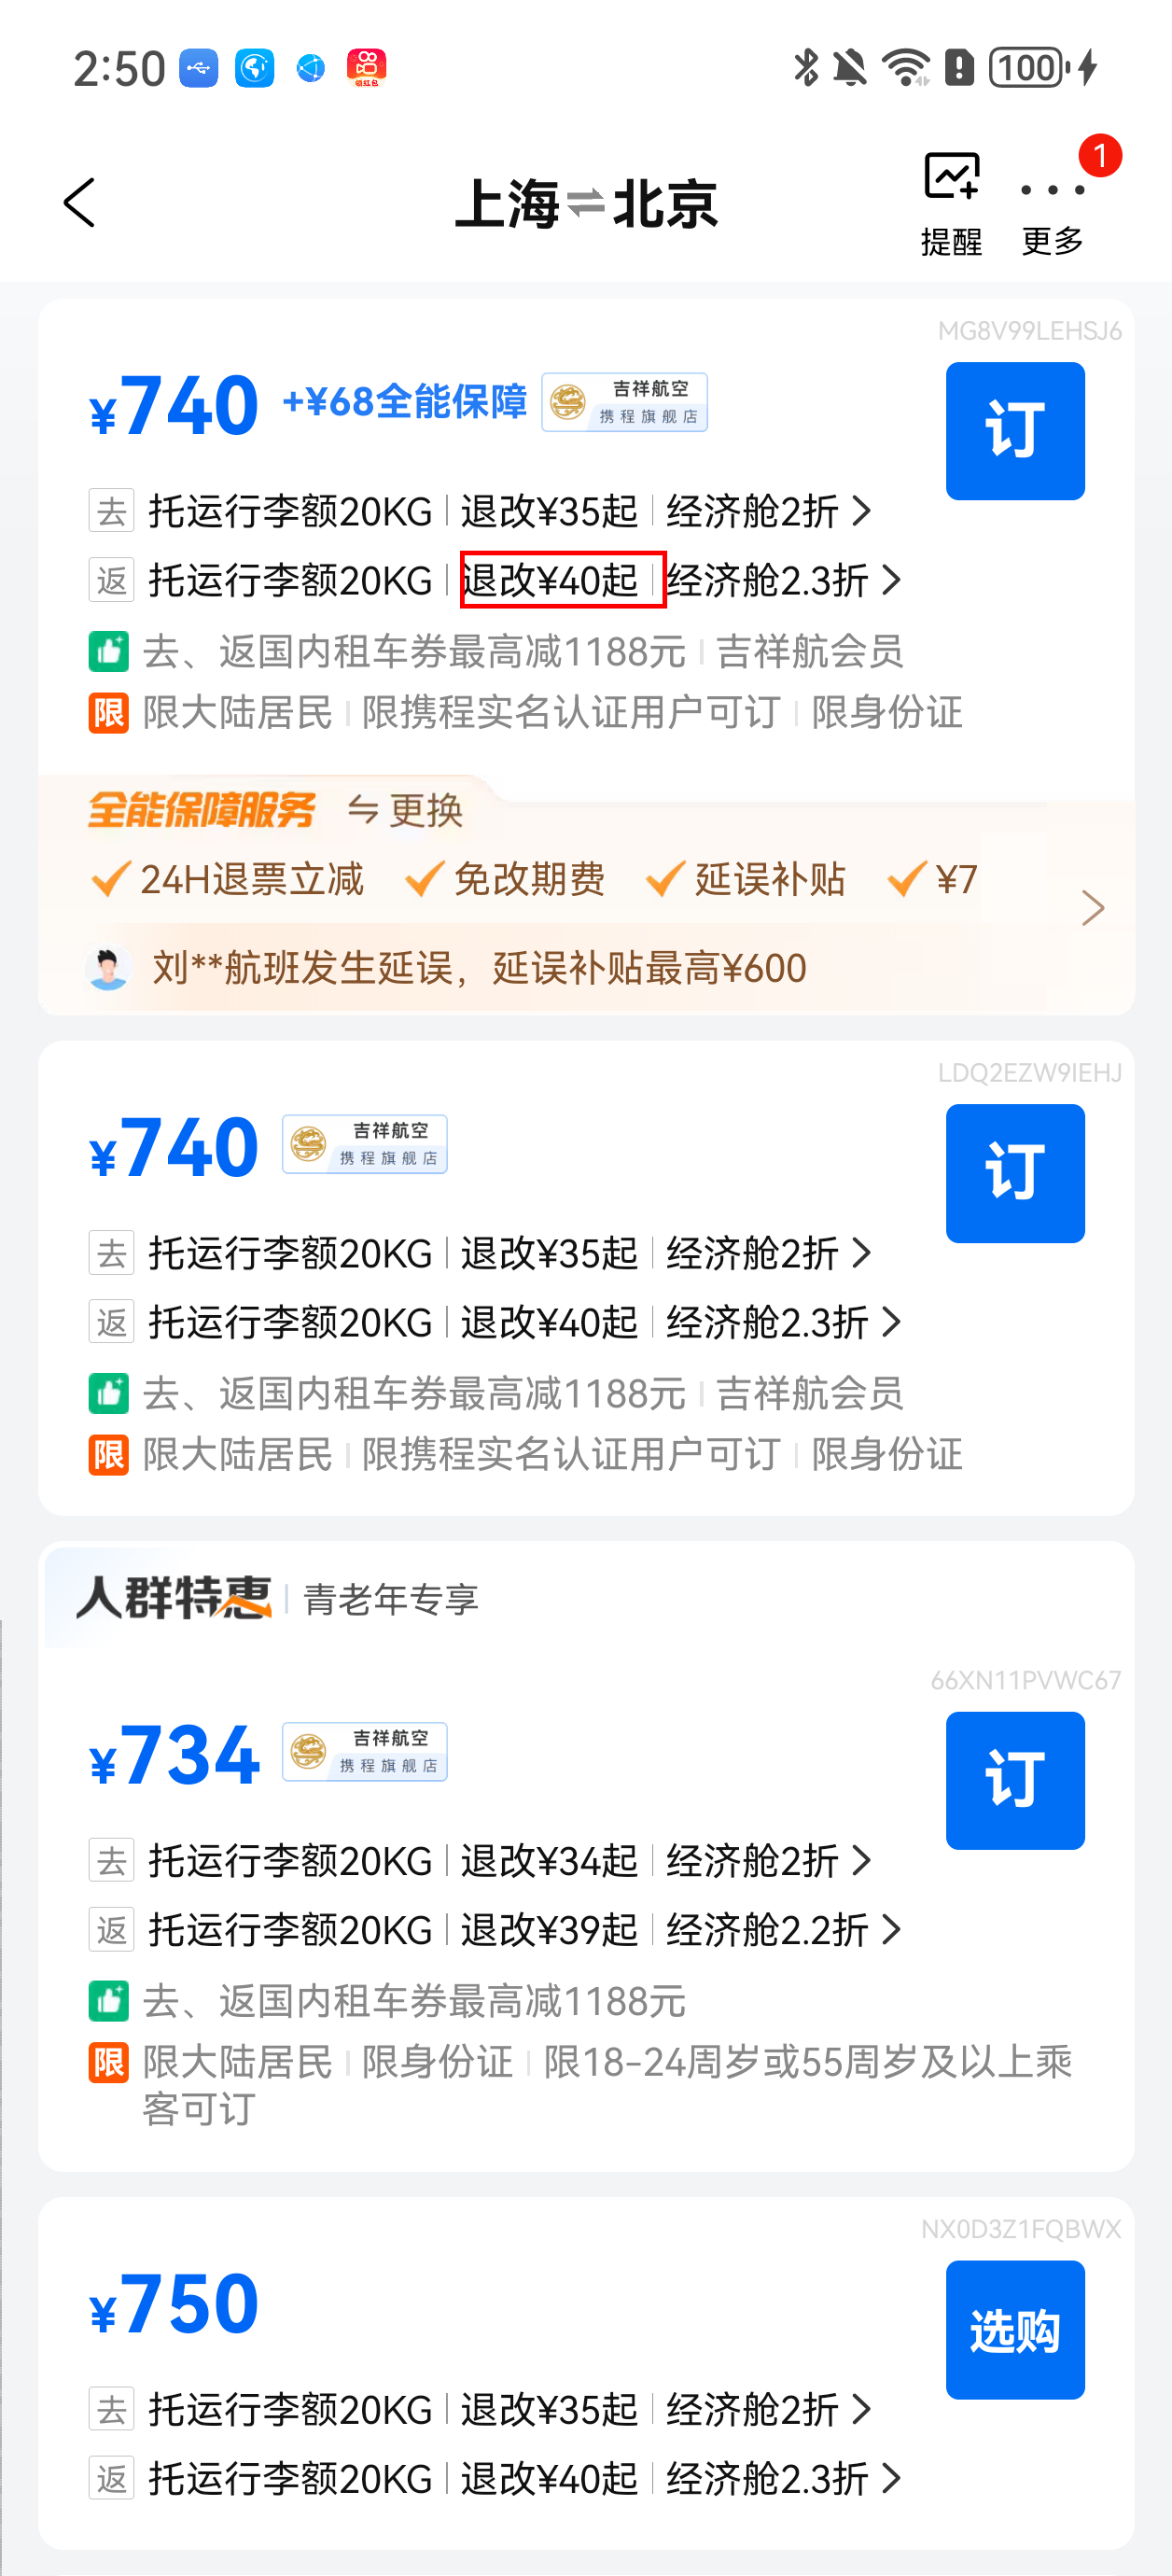 2:50
领红包
100
上海⇌北京
提醒
更多
1
MG8V99LEHSJ6
¥740 +¥68全能保障 吉祥航空 携程旗舰店
订
去 托运行李额20KG 退改¥35起 经济舱2折
返 托运行李额20KG 退改¥40起 经济舱2.3折
去、返国内租车券最高减1188元 吉祥航会员
限 限大陆居民 限携程实名认证用户可订 限身份证
全能保障服务 更换
24H退票立减 免改期费 延误补贴 ¥7
刘**航班发生延误，延误补贴最高¥600
LDQ2EZW9IEHJ
¥740 吉祥航空 携程旗舰店
订
去 托运行李额20KG 退改¥35起 经济舱2折
返 托运行李额20KG 退改¥40起 经济舱2.3折
去、返国内租车券最高减1188元 吉祥航会员
限 限大陆居民 限携程实名认证用户可订 限身份证
人群特惠 青老年专享
66XN11PVWC67
¥734 吉祥航空 携程旗舰店
订
去 托运行李额20KG 退改¥34起 经济舱2折
返 托运行李额20KG 退改¥39起 经济舱2.2折
去、返国内租车券最高减1188元
限 限大陆居民 限身份证 限18-24周岁或55周岁及以上乘
客可订
NX0D3Z1FQBWX
¥750
选购
去 托运行李额20KG 退改¥35起 经济舱2折
返 托运行李额20KG 退改¥40起 经济舱2.3折